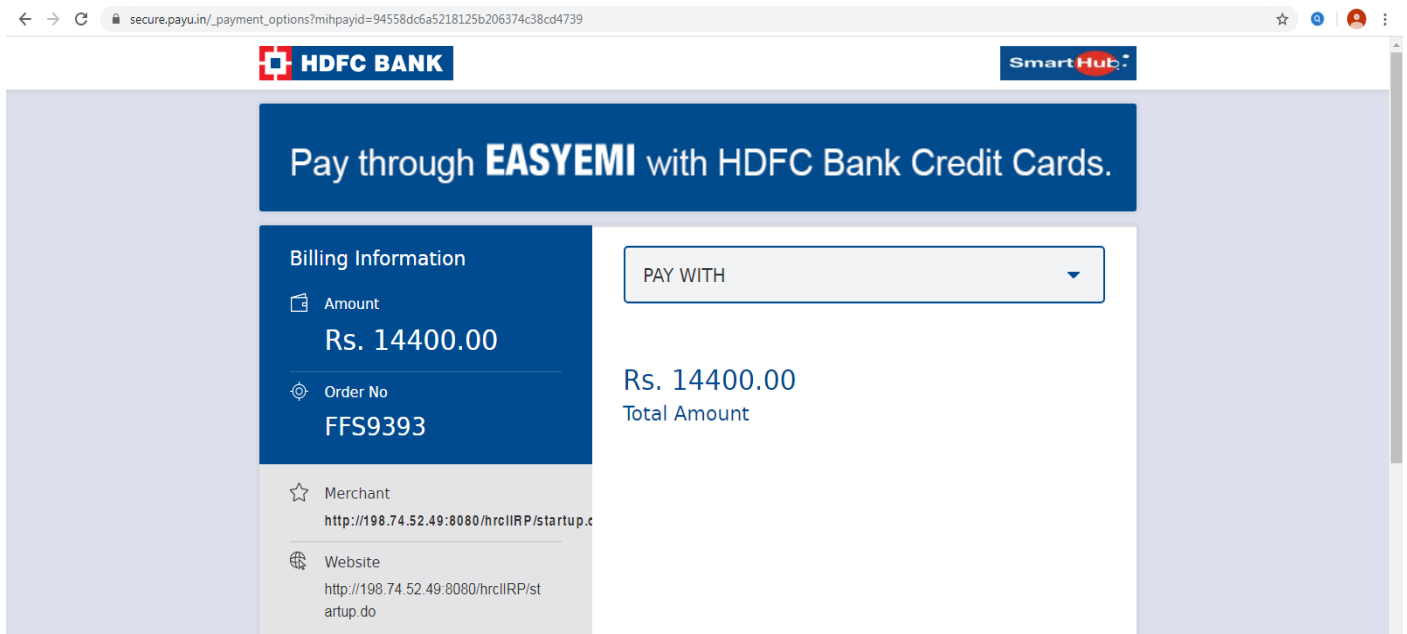 secure.payu.in/_payment_options?mihpayid=94558dc6a5218125b206374c38cd4739
HDFC BANK
SmartHub
Pay through EASYEMI with HDFC Bank Credit Cards.
Billing Information
Amount
Rs. 14400.00
Order No
FFS9393
Merchant
http://198.74.52.49:8080/hrclIRP/startup.
Website
http://198.74.52.49:8080/hrclIRP/st
artup.do
PAY WITH
Rs. 14400.00
Total Amount